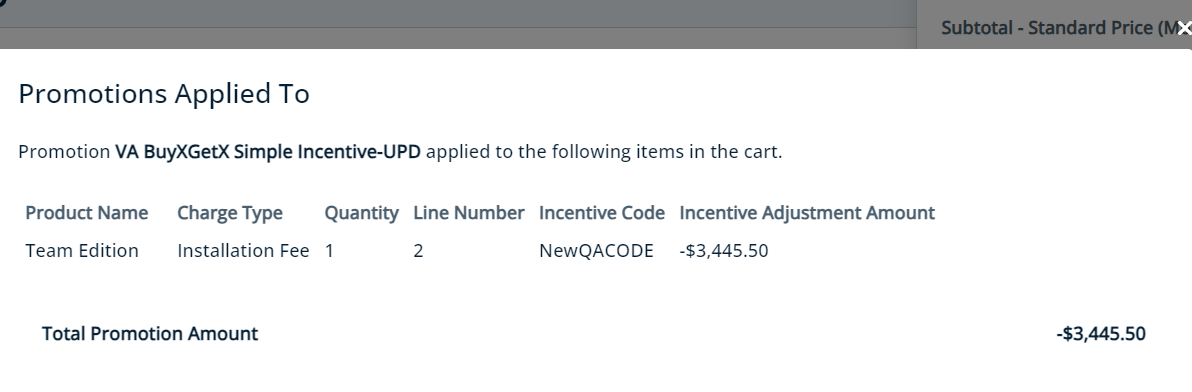 Subtotal - Standard Price (M
Promotions Applied To
Promotion VA BuyXGetX Simple Incentive-UPD applied to the following items in the cart.
Product Name Charge Type Quantity Line Number Incentive Code Incentive Adjustment Amount
Team Edition Installation Fee 1 2 NewQACODE -$3,445.50
Total Promotion Amount -$3,445.50